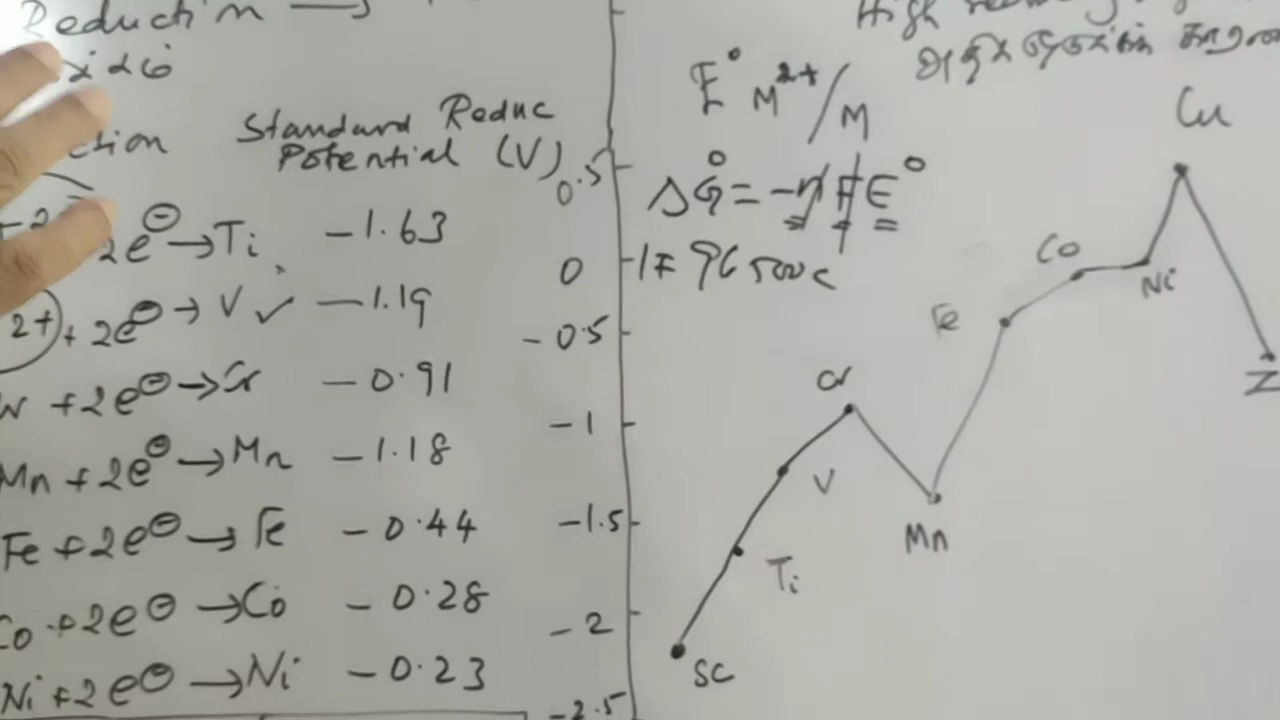 Reduction →
High
Standard Reduc
Potential (V)
2e⊖ → Ti -1.63
2+ + 2e⊖ → V ✓ -1.19
+2e⊖ → Cr -0.91
Mn +2e⊖ → Mn -1.18
Fe +2e⊖ → Fe -0.44
Co +2e⊖ → Co -0.28
Ni +2e⊖ → Ni -0.23
0.5
0
-0.5
-1
-1.5
-2
-2.5
E° M²⁺/M
ΔG° = -nFE°
1F 96500c
Cu
Co
Ni
Fe
Z
Cr
V
Mn
Ti
Sc